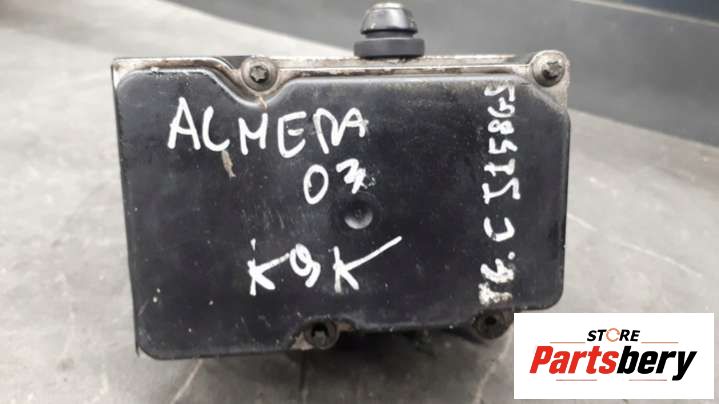 ALMERA
03
K9K
STORE
Partsbery